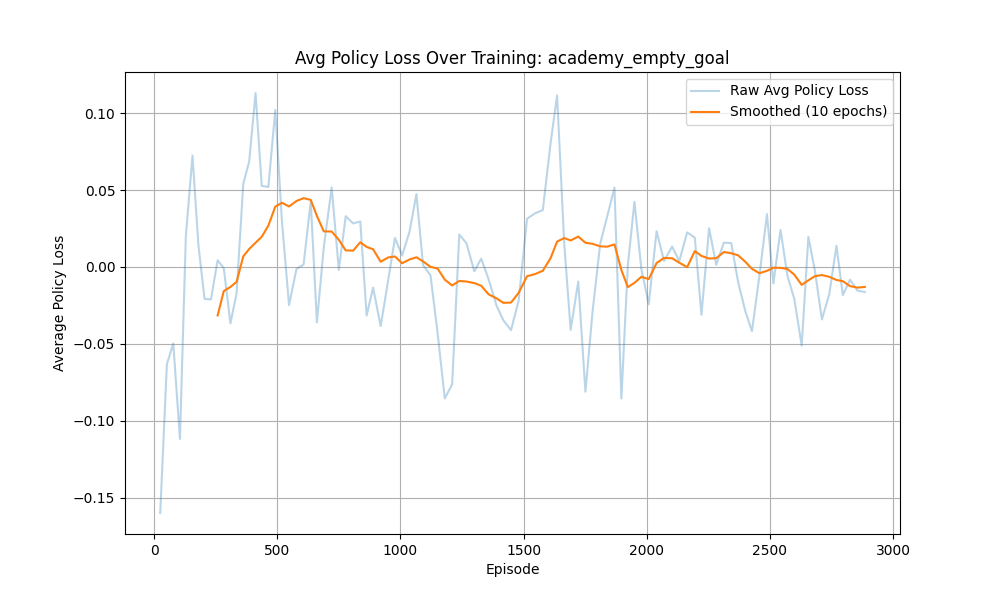 Avg Policy Loss Over Training: academy_empty_goal
Raw Avg Policy Loss
Smoothed (10 epochs)
Average Policy Loss
0.10
0.05
0.00
−0.05
−0.10
−0.15
0 500 1000 1500 2000 2500 3000
Episode